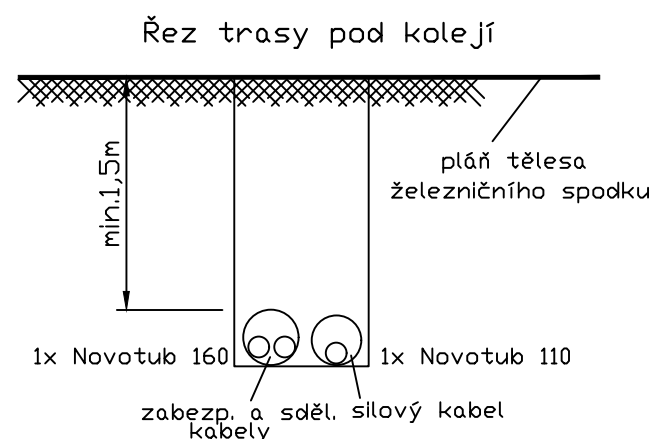 Řez trasy pod kolejí
min.1,5m
pláň tělesa
železničního spodku
1x Novotub 160
1x Novotub 110
zabezp. a sděl.
kabely
silový kabel